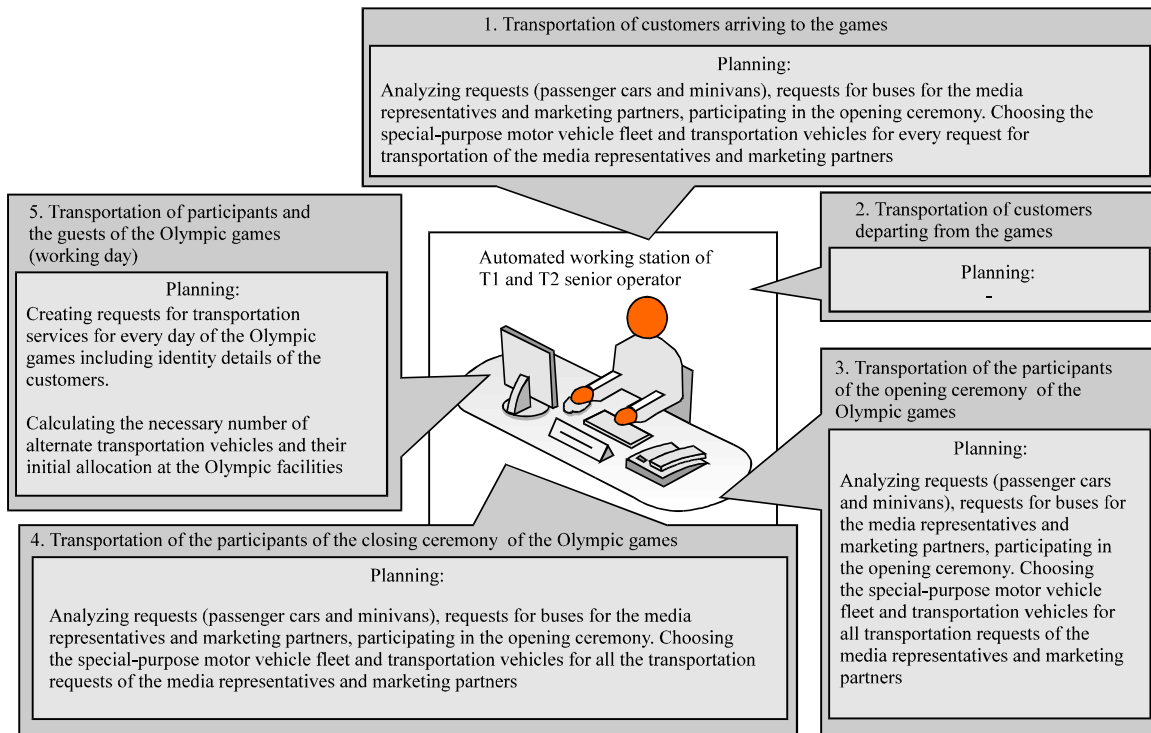 1. Transportation of customers arriving to the games
Planning:
Analyzing requests (passenger cars and minivans), requests for buses for the media
representatives and marketing partners, participating in the opening ceremony. Choosing the
special-purpose motor vehicle fleet and transportation vehicles for every request for
transportation of the media representatives and marketing partners
2. Transportation of customers
departing from the games
Planning:
-
3. Transportation of the participants
of the opening ceremony of the
Olympic games
Planning:
Analyzing requests (passenger cars
and minivans), requests for buses for
the media representatives and
marketing partners, participating in
the opening ceremony. Choosing
the special-purpose motor vehicle
fleet and transportation vehicles for
all transportation requests of the
media representatives and marketing
partners
4. Transportation of the participants of the closing ceremony of the Olympic games
Planning:
Analyzing requests (passenger cars and minivans), requests for buses for the media
representatives and marketing partners, participating in the opening ceremony. Choosing
the special-purpose motor vehicle fleet and transportation vehicles for all the transportation
requests of the media representatives and marketing partners
5. Transportation of participants and
the guests of the Olympic games
(working day)
Planning:
Creating requests for transportation
services for every day of the Olympic
games including identity details of the
customers.
Calculating the necessary number of
alternate transportation vehicles and their
initial allocation at the Olympic facilities
Automated working station of
T1 and T2 senior operator